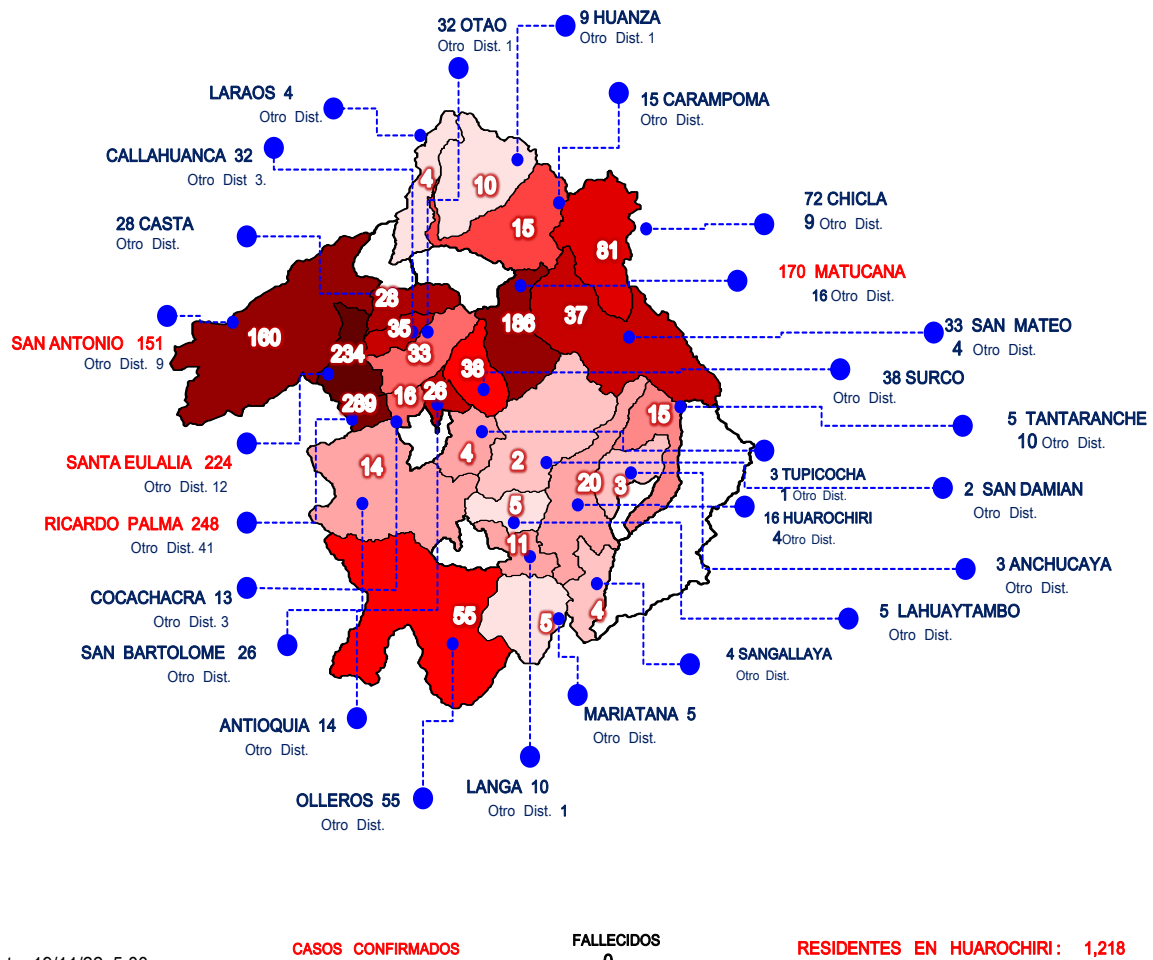 32 OTAO
Otro Dist. 1
9 HUANZA
Otro Dist. 1
LARAOS 4
Otro Dist.
15 CARAMPOMA
Otro Dist.
CALLAHUANCA 32
Otro Dist 3.
28 CASTA
Otro Dist.
72 CHICLA
9 Otro Dist.
170 MATUCANA
16 Otro Dist.
SAN ANTONIO 151
Otro Dist. 9
33 SAN MATEO
4 Otro Dist.
38 SURCO
Otro Dist.
5 TANTARANCHE
10 Otro Dist.
SANTA EULALIA 224
Otro Dist. 12
3 TUPICOCHA
1 Otro Dist.
2 SAN DAMIAN
Otro Dist.
RICARDO PALMA 248
Otro Dist. 41
16 HUAROCHIRI
4 Otro Dist.
3 ANCHUCAYA
Otro Dist.
COCACHACRA 13
Otro Dist. 3
5 LAHUAYTAMBO
Otro Dist.
SAN BARTOLOME 26
Otro Dist.
4 SANGALLAYA
Otro Dist.
ANTIOQUIA 14
Otro Dist.
MARIATANA 5
Otro Dist.
LANGA 10
Otro Dist. 1
OLLEROS 55
Otro Dist.
4
10
15
81
28
160
35
186
37
234
33
38
16
26
289
15
4
2
14
20
3
5
11
55
5
4
CASOS CONFIRMADOS
FALLECIDOS
RESIDENTES EN HUAROCHIRI : 1,218